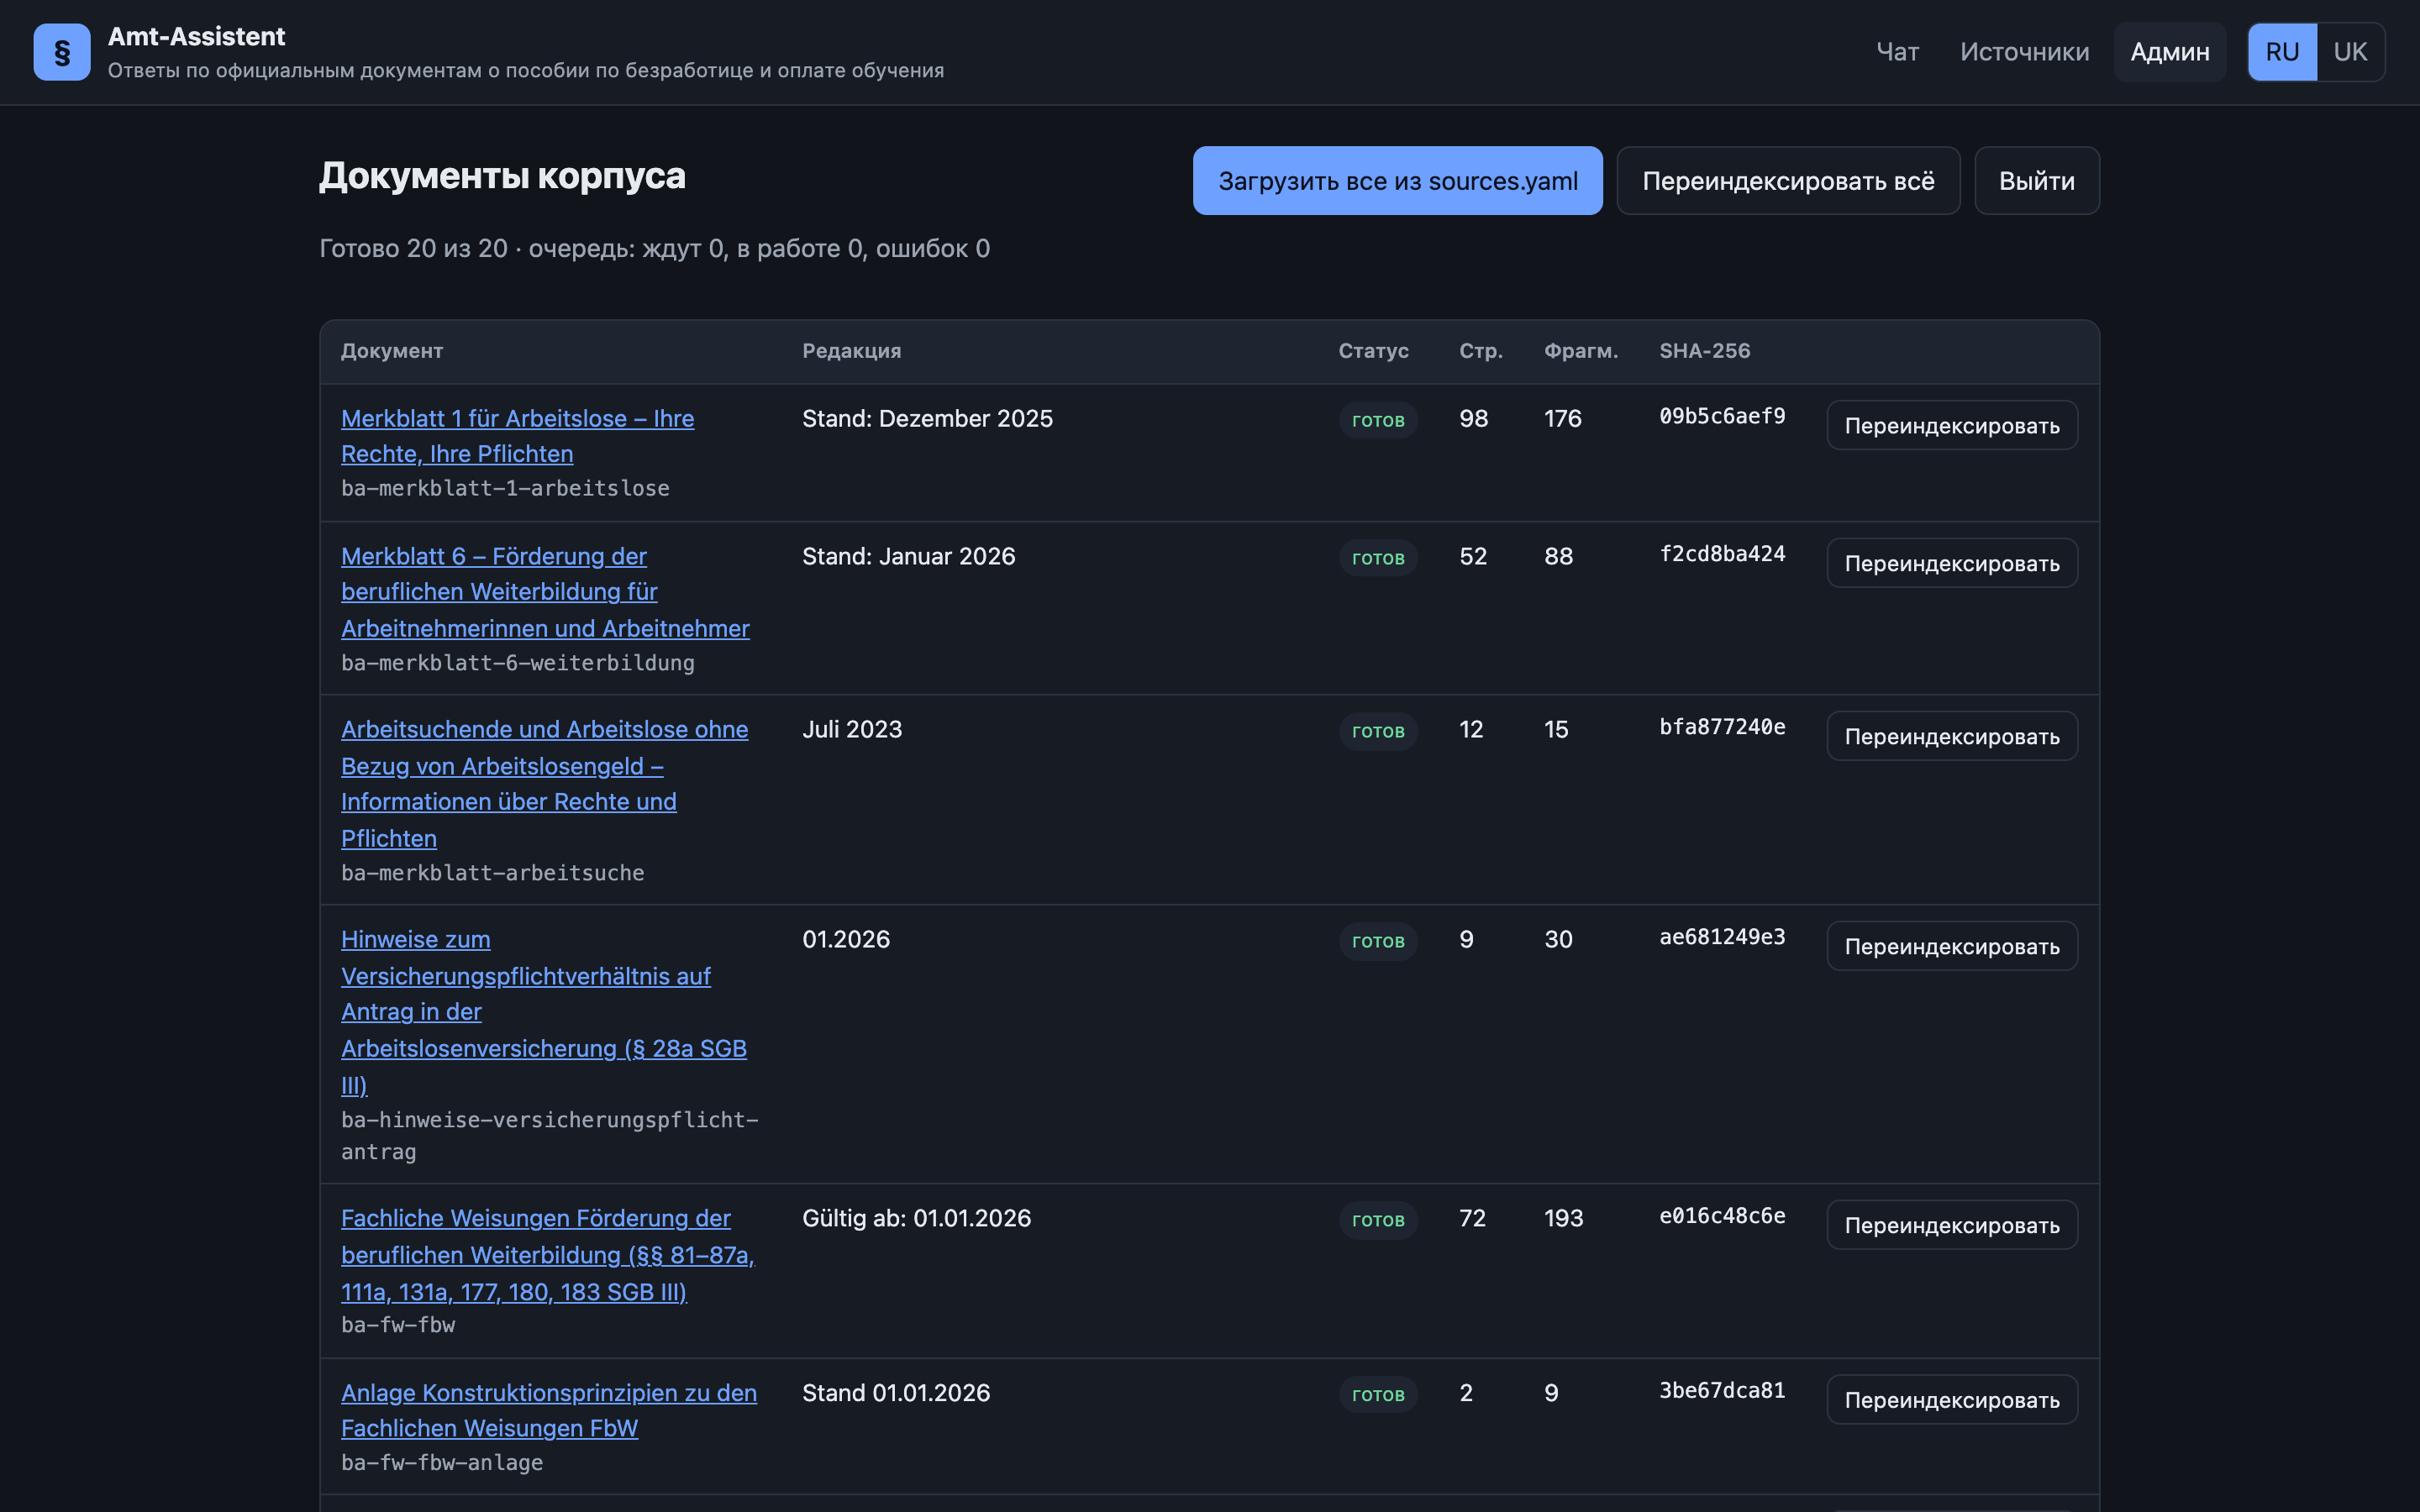 §
Amt-Assistent
Ответы по официальным документам о пособии по безработице и оплате обучения
Чат
Источники
Админ
RU
UK
Документы корпуса
Загрузить все из sources.yaml
Переиндексировать всё
Выйти
Готово 20 из 20 · очередь: ждут 0, в работе 0, ошибок 0
Документ
Редакция
Статус
Стр.
Фрагм.
SHA-256
Merkblatt 1 für Arbeitslose – Ihre
Rechte, Ihre Pflichten
ba-merkblatt-1-arbeitslose
Stand: Dezember 2025
готов
98
176
09b5c6aef9
Переиндексировать
Merkblatt 6 – Förderung der
beruflichen Weiterbildung für
Arbeitnehmerinnen und Arbeitnehmer
ba-merkblatt-6-weiterbildung
Stand: Januar 2026
готов
52
88
f2cd8ba424
Переиндексировать
Arbeitsuchende und Arbeitslose ohne
Bezug von Arbeitslosengeld –
Informationen über Rechte und
Pflichten
ba-merkblatt-arbeitsuche
Juli 2023
готов
12
15
bfa877240e
Переиндексировать
Hinweise zum
Versicherungspflichtverhältnis auf
Antrag in der
Arbeitslosenversicherung (§ 28a SGB
III)
ba-hinweise-versicherungspflicht-
antrag
01.2026
готов
9
30
ae681249e3
Переиндексировать
Fachliche Weisungen Förderung der
beruflichen Weiterbildung (§§ 81–87a,
111a, 131a, 177, 180, 183 SGB III)
ba-fw-fbw
Gültig ab: 01.01.2026
готов
72
193
e016c48c6e
Переиндексировать
Anlage Konstruktionsprinzipien zu den
Fachlichen Weisungen FbW
ba-fw-fbw-anlage
Stand 01.01.2026
готов
2
9
3be67dca81
Переиндексировать